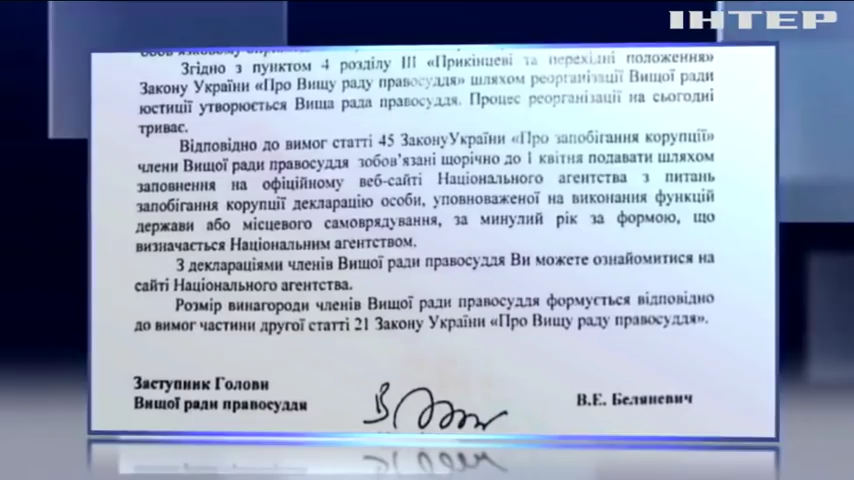 ІНТЕР
Згідно з пунктом 4 розділу III «Прикінцеві та перехідні положення»
Закону України «Про Вищу раду правосуддя» шляхом реорганізації Вищої ради
юстиції утворюється Вища рада правосуддя. Процес реорганізації на сьогодні
триває.
Відповідно до вимог статті 45 ЗаконуУкраїни «Про запобігання корупції»
члени Вищої ради правосуддя зобов'язані щорічно до 1 квітня подавати шляхом
заповнення на офіційному веб-сайті Національного агентства з питань
запобігання корупції декларацію особи, уповноваженої на виконання функцій
держави або місцевого самоврядування, за минулий рік за формою, що
визначається Національним агентством.
З деклараціями членів Вищої ради правосуддя Ви можете ознайомитися на
сайті Національного агентства.
Розмір винагороди членів Вищої ради правосуддя формується відповідно
до вимог частини другої статті 21 Закону України «Про Вищу раду правосуддя».
Заступник Голови
Вищої ради правосуддя
В.Е. Беляневич